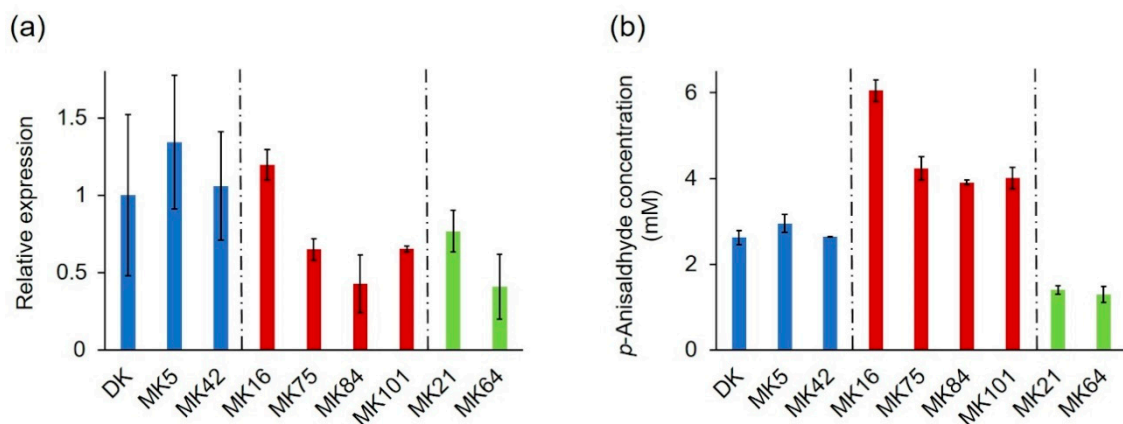 (a)
Relative expression
1.5
1
0.5
0
DK
MK5
MK42
MK16
MK75
MK84
MK101
MK21
MK64
(b)
p-Anisaldhyde concentration
(mM)
6
4
2
0
DK
MK5
MK42
MK16
MK75
MK84
MK101
MK21
MK64